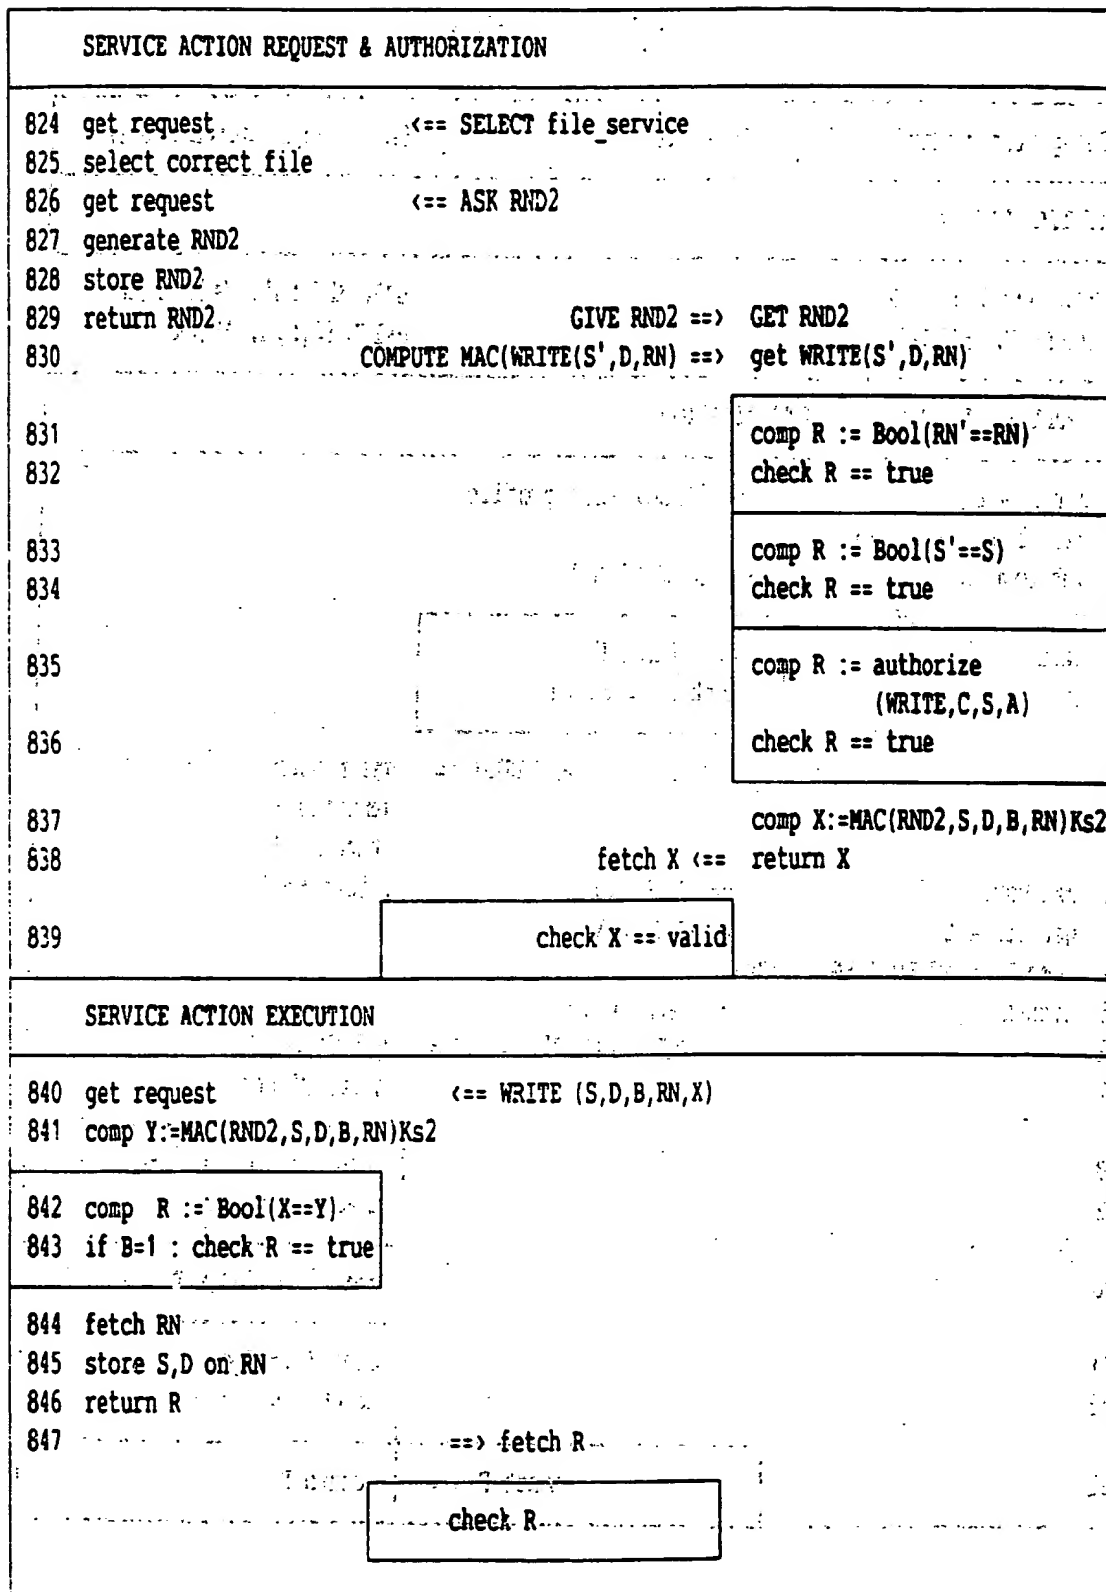 SERVICE ACTION REQUEST & AUTHORIZATION
824 get request <== SELECT file_service
825 select correct file
826 get request <== ASK RND2
827 generate RND2
828 store RND2
829 return RND2 GIVE RND2 ==> GET RND2
830 COMPUTE MAC(WRITE(S',D,RN) ==> get WRITE(S',D,RN)
831 comp R := Bool(RN'==RN)
832 check R == true
833 comp R := Bool(S'==S)
834 check R == true
835 comp R := authorize
(WRITE,C,S,A)
836 check R == true
837 comp X:=MAC(RND2,S,D,B,RN)Ks2
838 fetch X <== return X
839 check X == valid
SERVICE ACTION EXECUTION
840 get request <== WRITE (S,D,B,RN,X)
841 comp Y:=MAC(RND2,S,D,B,RN)Ks2
842 comp R := Bool(X==Y)
843 if B=1 : check R == true
844 fetch RN
845 store S,D on RN
846 return R
847 ==> fetch R
check R